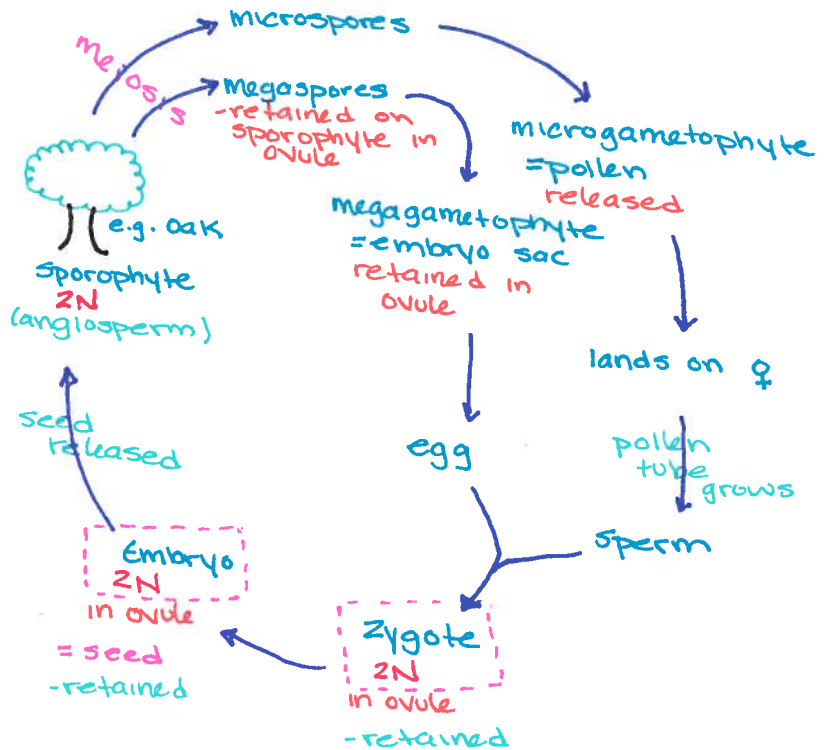 microspores
meiosis
megaspores
-retained on
sporophyte in
ovule
microgametophyte
=pollen
released
megagametophyte
=embryo sac
retained in
ovule
e.g. oak
sporophyte
2N
(angiosperm)
lands on ♀
seed
released
egg
pollen
tube
grows
sperm
Embryo
2N
in ovule
= seed
-retained
Zygote
2N
in ovule
-retained